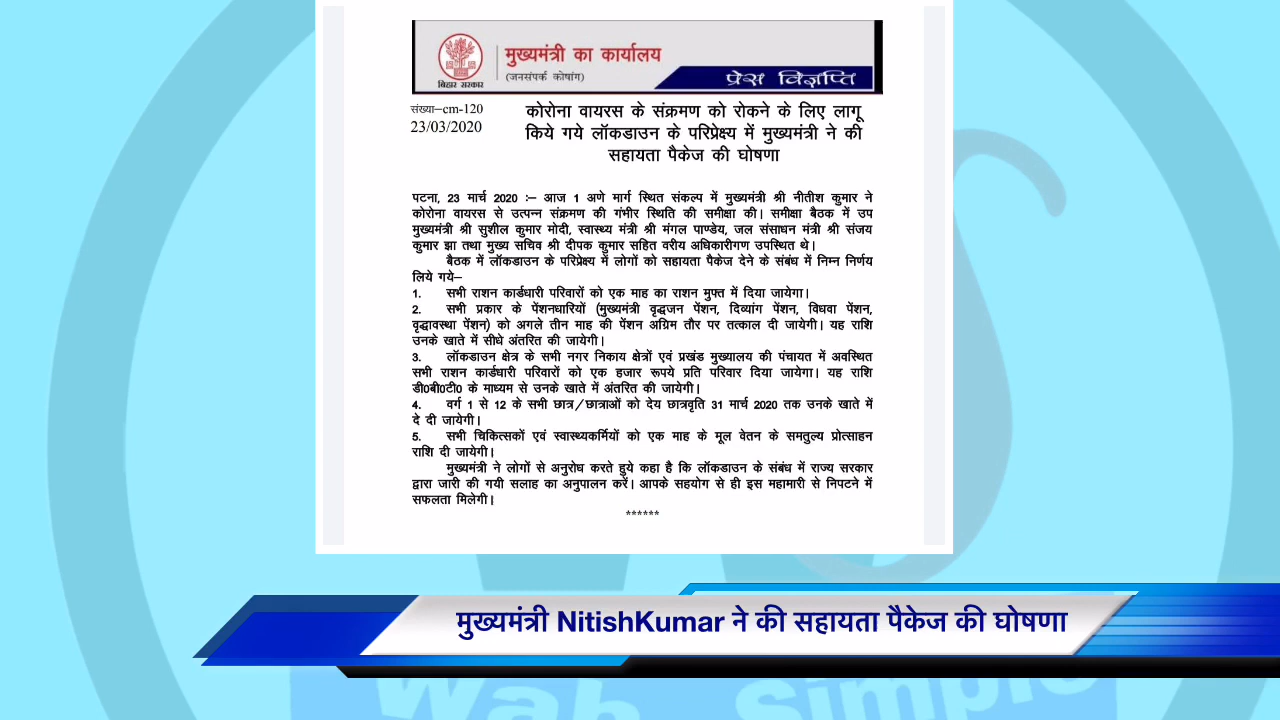 बिहार सरकार
मुख्यमंत्री का कार्यालय
(जनसंपर्क कोषांग)
प्रेस विज्ञप्ति
संख्या–cm-120
23/03/2020
कोरोना वायरस के संक्रमण को रोकने के लिए लागू
किये गये लॉकडाउन के परिप्रेक्ष्य में मुख्यमंत्री ने की
सहायता पैकेज की घोषणा
पटना, 23 मार्च 2020 :– आज 1 अणे मार्ग स्थित संकल्प में मुख्यमंत्री श्री नीतीश कुमार ने
कोरोना वायरस से उत्पन्न संक्रमण की गंभीर स्थिति की समीक्षा की। समीक्षा बैठक में उप
मुख्यमंत्री श्री सुशील कुमार मोदी, स्वास्थ्य मंत्री श्री मंगल पाण्डेय, जल संसाधन मंत्री श्री संजय
कुमार झा तथा मुख्य सचिव श्री दीपक कुमार सहित वरीय अधिकारीगण उपस्थित थे।
बैठक में लॉकडाउन के परिप्रेक्ष्य में लोगों को सहायता पैकेज देने के संबंध में निम्न निर्णय
लिये गये–
1. सभी राशन कार्डधारी परिवारों को एक माह का राशन मुफ्त में दिया जायेगा।
2. सभी प्रकार के पेंशनधारियों (मुख्यमंत्री वृद्धजन पेंशन, दिव्यांग पेंशन, विधवा पेंशन,
वृद्धावस्था पेंशन) को अगले तीन माह की पेंशन अग्रिम तौर पर तत्काल दी जायेगी। यह राशि
उनके खाते में सीधे अंतरित की जायेगी।
3. लॉकडाउन क्षेत्र के सभी नगर निकाय क्षेत्रों एवं प्रखंड मुख्यालय की पंचायत में अवस्थित
सभी राशन कार्डधारी परिवारों को एक हजार रूपये प्रति परिवार दिया जायेगा। यह राशि
डी0बी0टी0 के माध्यम से उनके खाते में अंतरित की जायेगी।
4. वर्ग 1 से 12 के सभी छात्र/छात्राओं को देय छात्रवृति 31 मार्च 2020 तक उनके खाते में
दे दी जायेगी।
5. सभी चिकित्सकों एवं स्वास्थ्यकर्मियों को एक माह के मूल वेतन के समतुल्य प्रोत्साहन
राशि दी जायेगी।
मुख्यमंत्री ने लोगों से अनुरोध करते हुये कहा है कि लॉकडाउन के संबंध में राज्य सरकार
द्वारा जारी की गयी सलाह का अनुपालन करें। आपके सहयोग से ही इस महामारी से निपटने में
सफलता मिलेगी।
******
मुख्यमंत्री NitishKumar ने की सहायता पैकेज की घोषणा
Simple